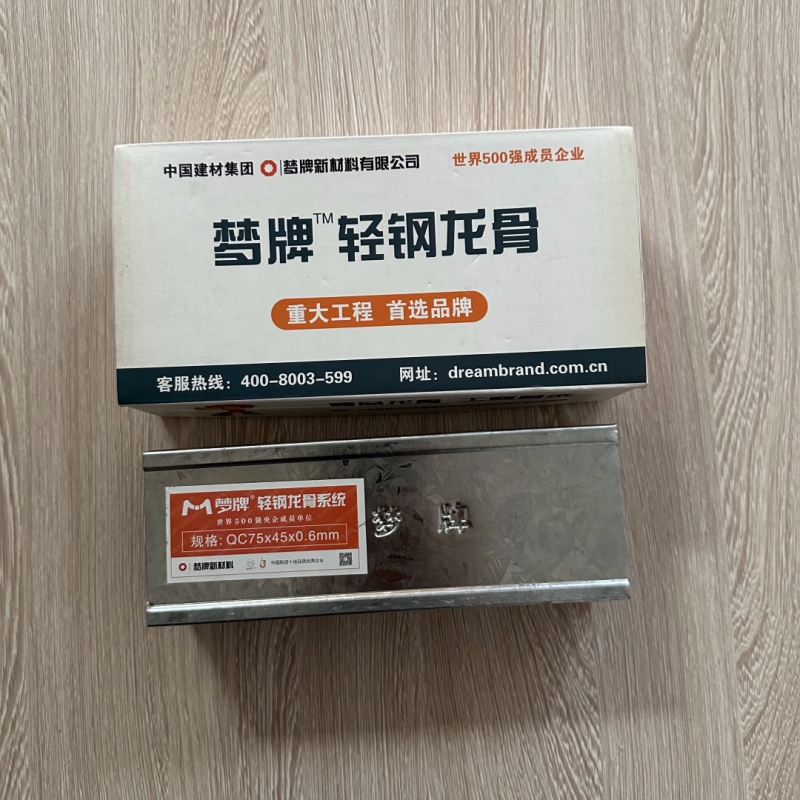 中国建材集团 梦牌新材料有限公司 世界500强成员企业
梦牌™轻钢龙骨
重大工程 首选品牌
客服热线：400-8003-599 网址：dreambrand.com.cn
梦牌®轻钢龙骨系统
世界500强央企成员单位
规格：QC75x45x0.6mm
梦牌新材料
梦牌